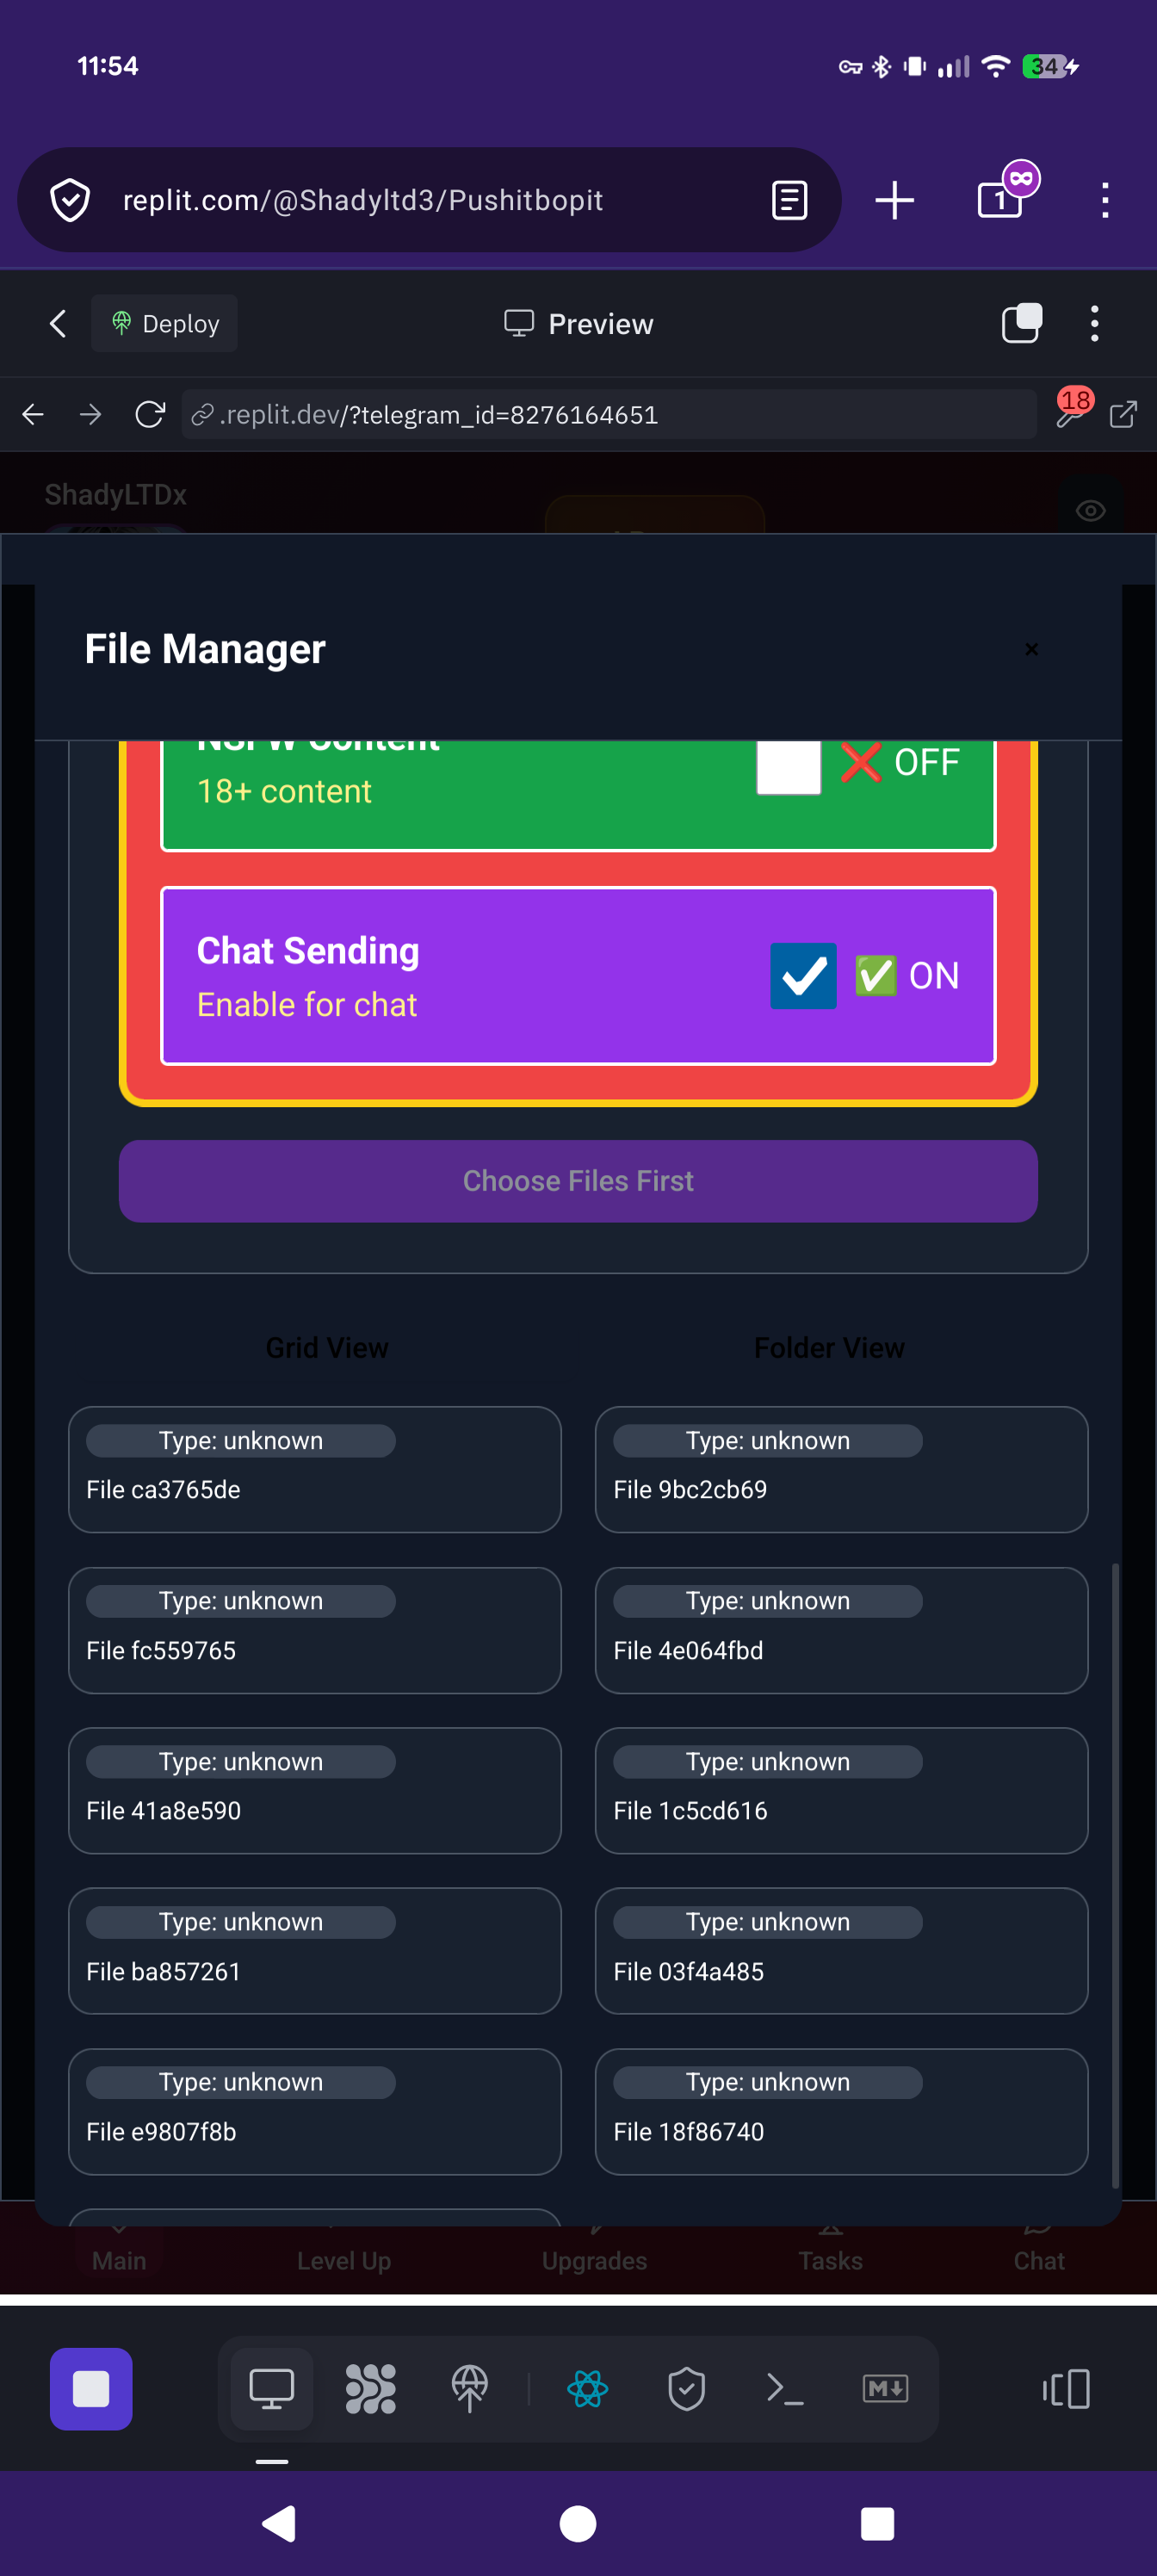 11:54
34
replit.com/@Shadyltd3/Pushitbopit
1
Deploy
Preview
.replit.dev/?telegram_id=8276164651
18
ShadyLTDx
File Manager
×
NSFW Content
18+ content
❌ OFF
Chat Sending
Enable for chat
✅ ON
Choose Files First
Grid View
Folder View
Type: unknown
File ca3765de
Type: unknown
File 9bc2cb69
Type: unknown
File fc559765
Type: unknown
File 4e064fbd
Type: unknown
File 41a8e590
Type: unknown
File 1c5cd616
Type: unknown
File ba857261
Type: unknown
File 03f4a485
Type: unknown
File e9807f8b
Type: unknown
File 18f86740
Main
Level Up
Upgrades
Tasks
Chat
M